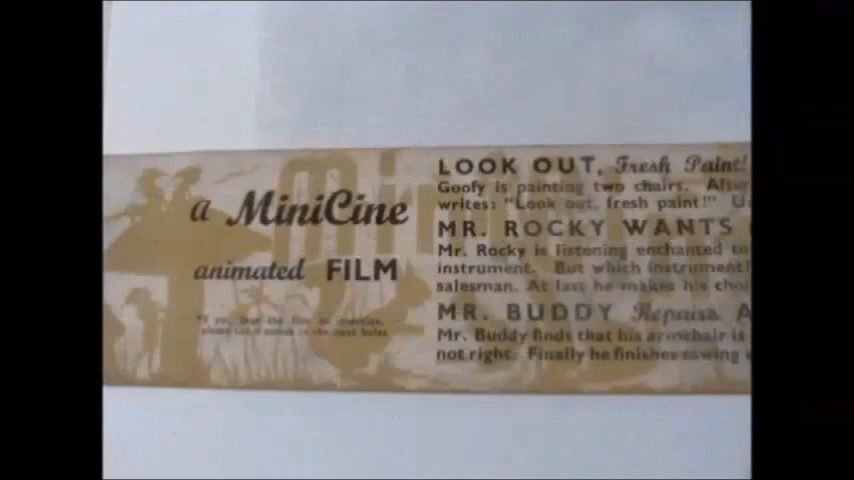 a MiniCine
animated FILM
LOOK OUT, Fresh Paint!
Goofy is painting two chairs. After
writes: "Look out, fresh paint!"
MR. ROCKY WANTS
Mr. Rocky is listening enchanted to
instrument. But which instrument?
salesman. At last he makes his choi
MR. BUDDY Repairs A
Mr. Buddy finds that his armchair is
not right. Finally he finishes sawing